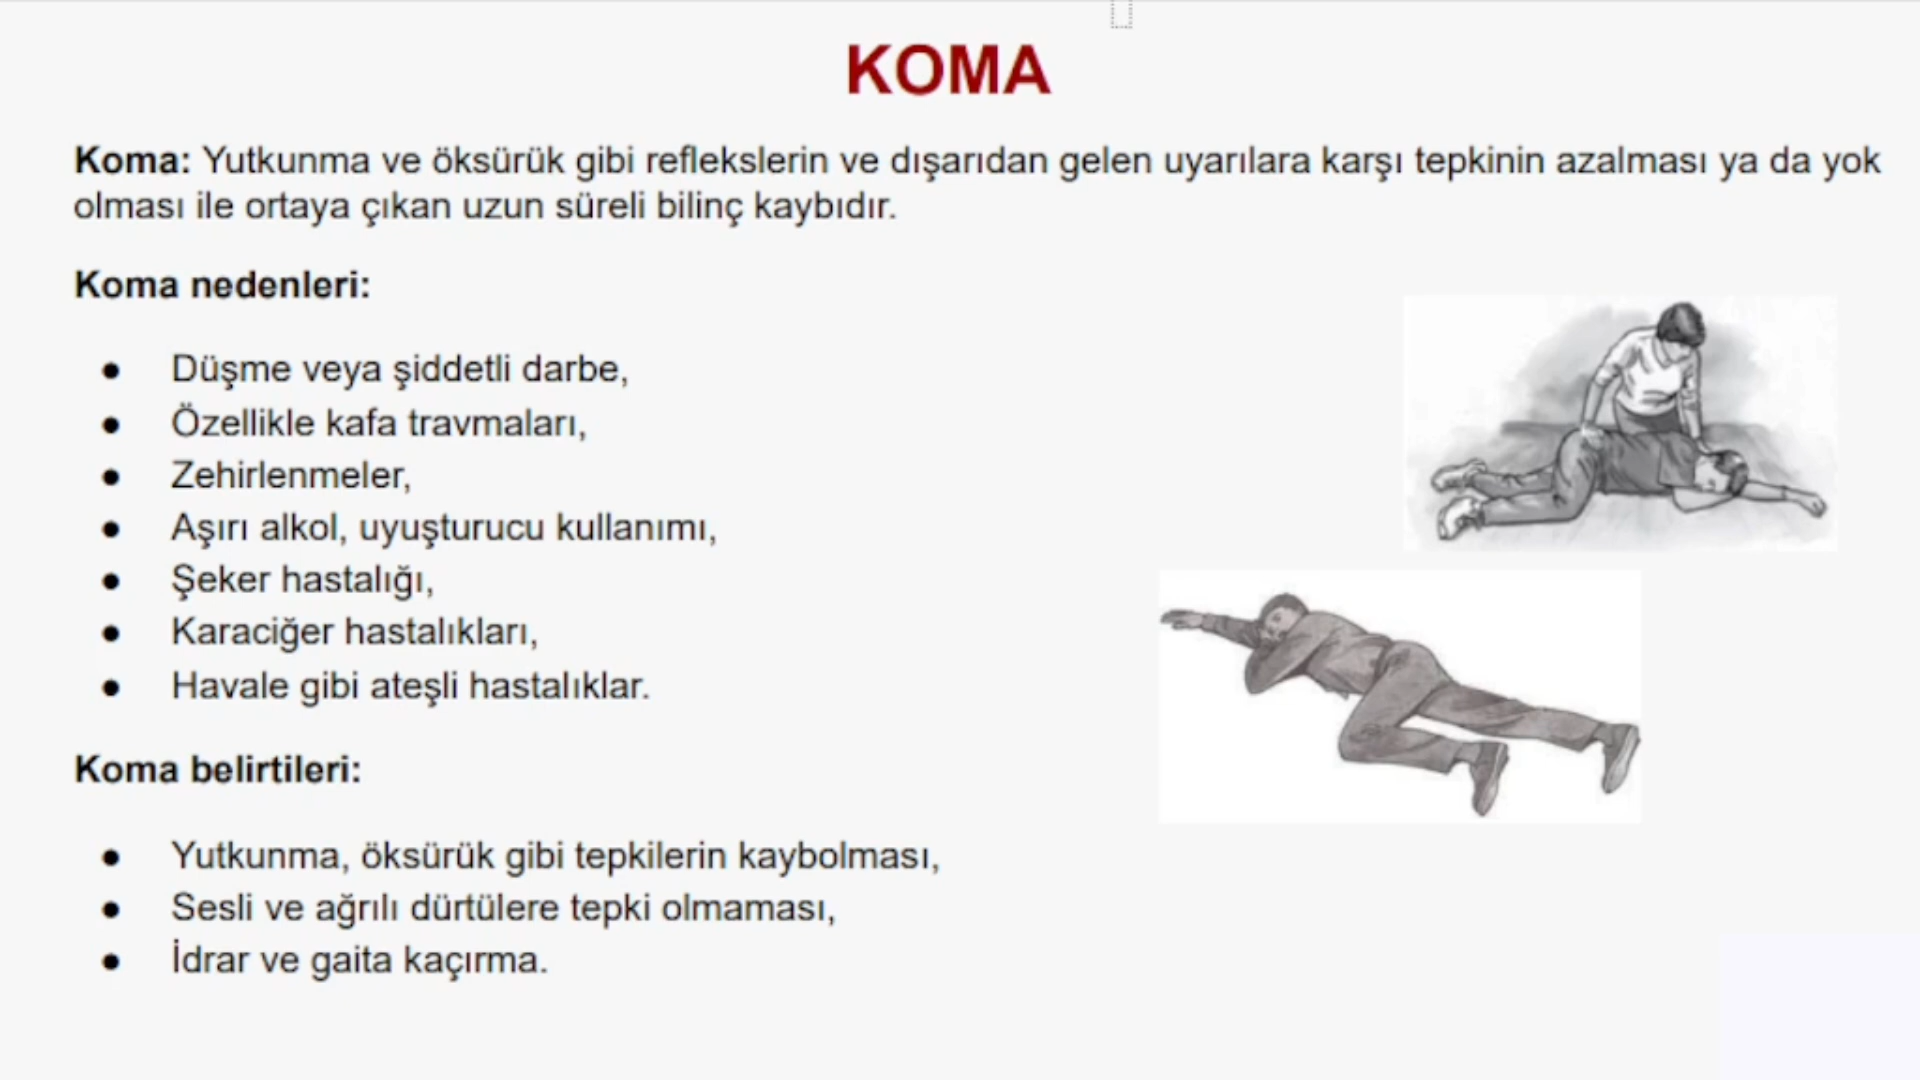 KOMA
Koma: Yutkunma ve öksürük gibi reflekslerin ve dışarıdan gelen uyarılara karşı tepkinin azalması ya da yok
olması ile ortaya çıkan uzun süreli bilinç kaybıdır.
Koma nedenleri:
● Düşme veya şiddetli darbe,
● Özellikle kafa travmaları,
● Zehirlenmeler,
● Aşırı alkol, uyuşturucu kullanımı,
● Şeker hastalığı,
● Karaciğer hastalıkları,
● Havale gibi ateşli hastalıklar.
Koma belirtileri:
● Yutkunma, öksürük gibi tepkilerin kaybolması,
● Sesli ve ağrılı dürtülere tepki olmaması,
● İdrar ve gaita kaçırma.